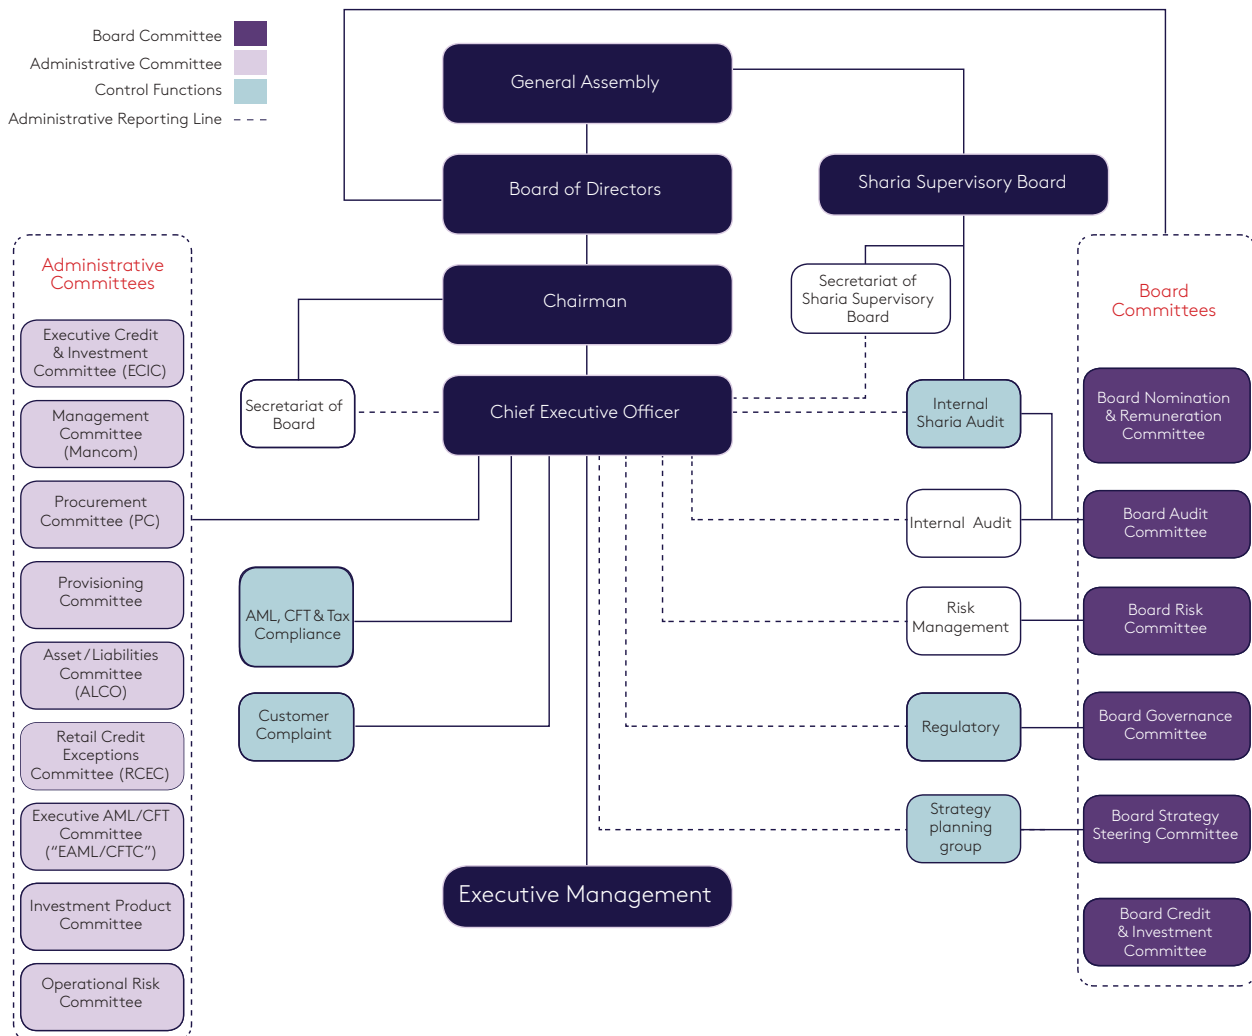 Board Committee
Administrative Committee
Control Functions
Administrative Reporting Line
General Assembly
Board of Directors
Sharia Supervisory Board
Administrative
Committees
Executive Credit
& Investment
Committee (ECIC)
Management
Committee
(Mancom)
Procurement
Committee (PC)
Provisioning
Committee
Asset / Liabilities
Committee
(ALCO)
Retail Credit
Exceptions
Committee (RCEC)
Executive AML/CFT
Committee
(“EAML/CFTC”)
Investment Product
Committee
Operational Risk
Committee
Chairman
Secretariat of
Sharia Supervisory
Board
Secretariat of
Board
Chief Executive Officer
Internal
Sharia Audit
Internal Audit
AML, CFT & Tax
Compliance
Risk
Management
Customer
Complaint
Regulatory
Strategy
planning
group
Executive Management
Board
Committees
Board Nomination
& Remuneration
Committee
Board Audit
Committee
Board Risk
Committee
Board Governance
Committee
Board Strategy
Steering Committee
Board Credit
& Investment
Committee